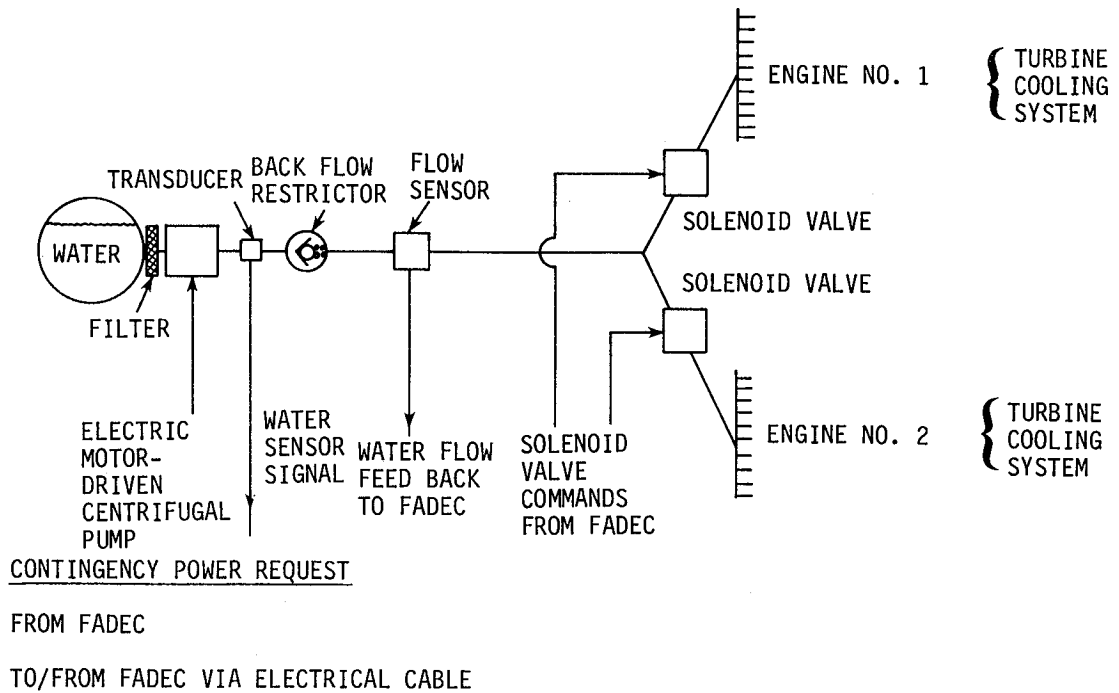 ENGINE NO. 1
TURBINE
COOLING
SYSTEM
TRANSDUCER
BACK FLOW
RESTRICTOR
FLOW
SENSOR
SOLENOID VALVE
WATER
SOLENOID VALVE
FILTER
ENGINE NO. 2
TURBINE
COOLING
SYSTEM
ELECTRIC
MOTOR-
DRIVEN
CENTRIFUGAL
PUMP
WATER
SENSOR
SIGNAL
WATER FLOW
FEED BACK
TO FADEC
SOLENOID
VALVE
COMMANDS
FROM FADEC
CONTINGENCY POWER REQUEST
FROM FADEC
TO/FROM FADEC VIA ELECTRICAL CABLE